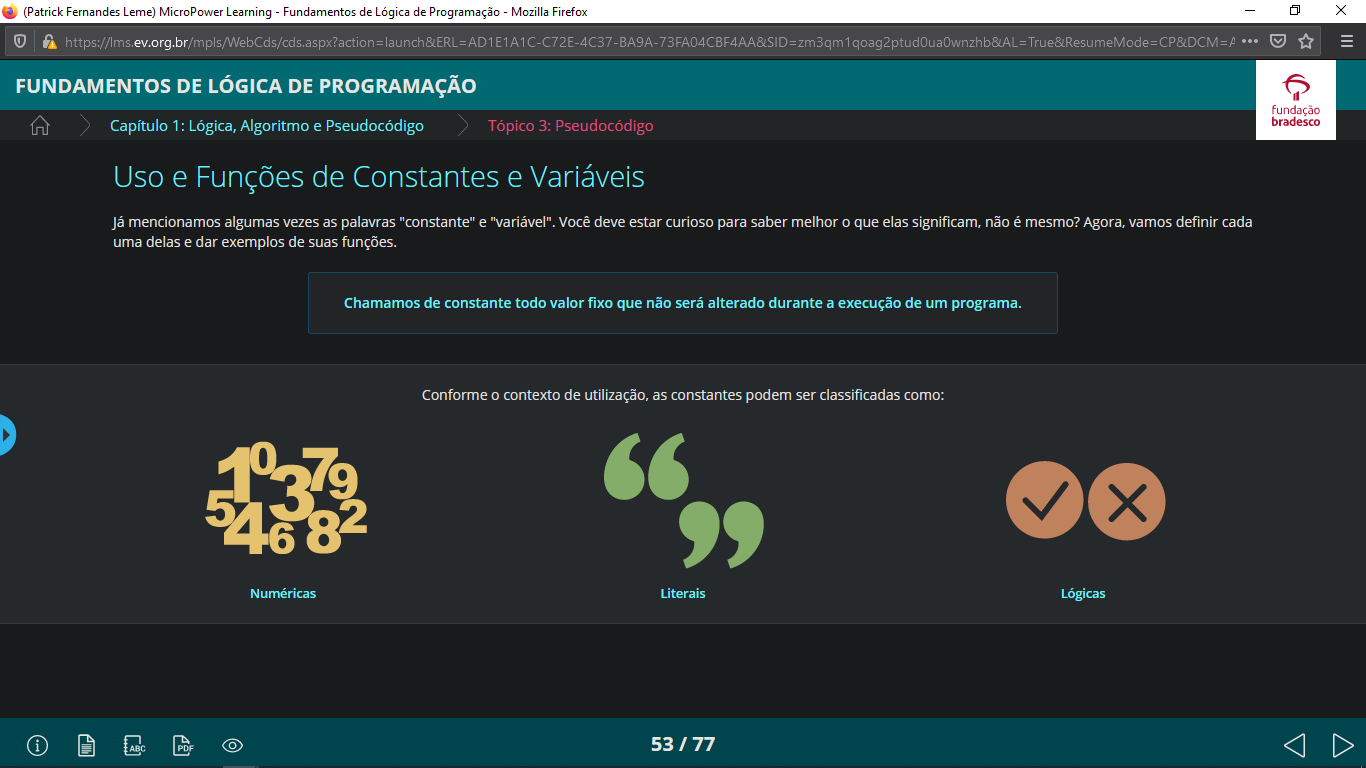 (Patrick Fernandes Leme) MicroPower Learning - Fundamentos de Lógica de Programação - Mozilla Firefox
https://lms.ev.org.br/mpls/WebCds/cds.aspx?action=launch&ERL=AD1E1A1C-C72E-4C37-BA9A-73FA04CBF4AA&SID=zm3qm1qoag2ptud0ua0wnzhb&AL=True&ResumeMode=CP&DCM=A
FUNDAMENTOS DE LÓGICA DE PROGRAMAÇÃO
fundação
bradesco
Capítulo 1: Lógica, Algoritmo e Pseudocódigo
Tópico 3: Pseudocódigo
Uso e Funções de Constantes e Variáveis
Já mencionamos algumas vezes as palavras "constante" e "variável". Você deve estar curioso para saber melhor o que elas significam, não é mesmo? Agora, vamos definir cada
uma delas e dar exemplos de suas funções.
Chamamos de constante todo valor fixo que não será alterado durante a execução de um programa.
Conforme o contexto de utilização, as constantes podem ser classificadas como:
1 0 3 7 9
5 4 6 8 2
Numéricas
Literais
Lógicas
ABC
PDF
53 / 77